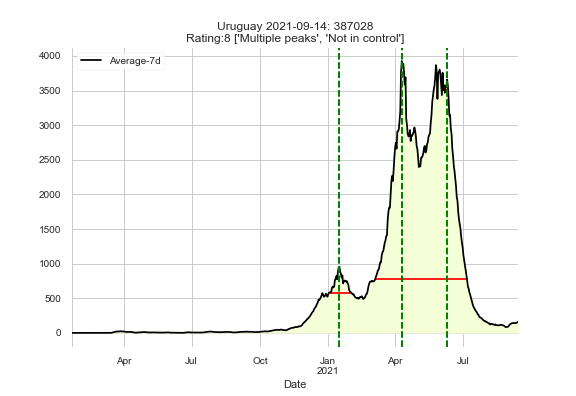 Uruguay 2021-09-14: 387028
Rating:8 ['Multiple peaks', 'Not in control']
Average-7d
4000
3500
3000
2500
2000
1500
1000
500
0
Apr Jul Oct Jan Apr Jul
2021
Date